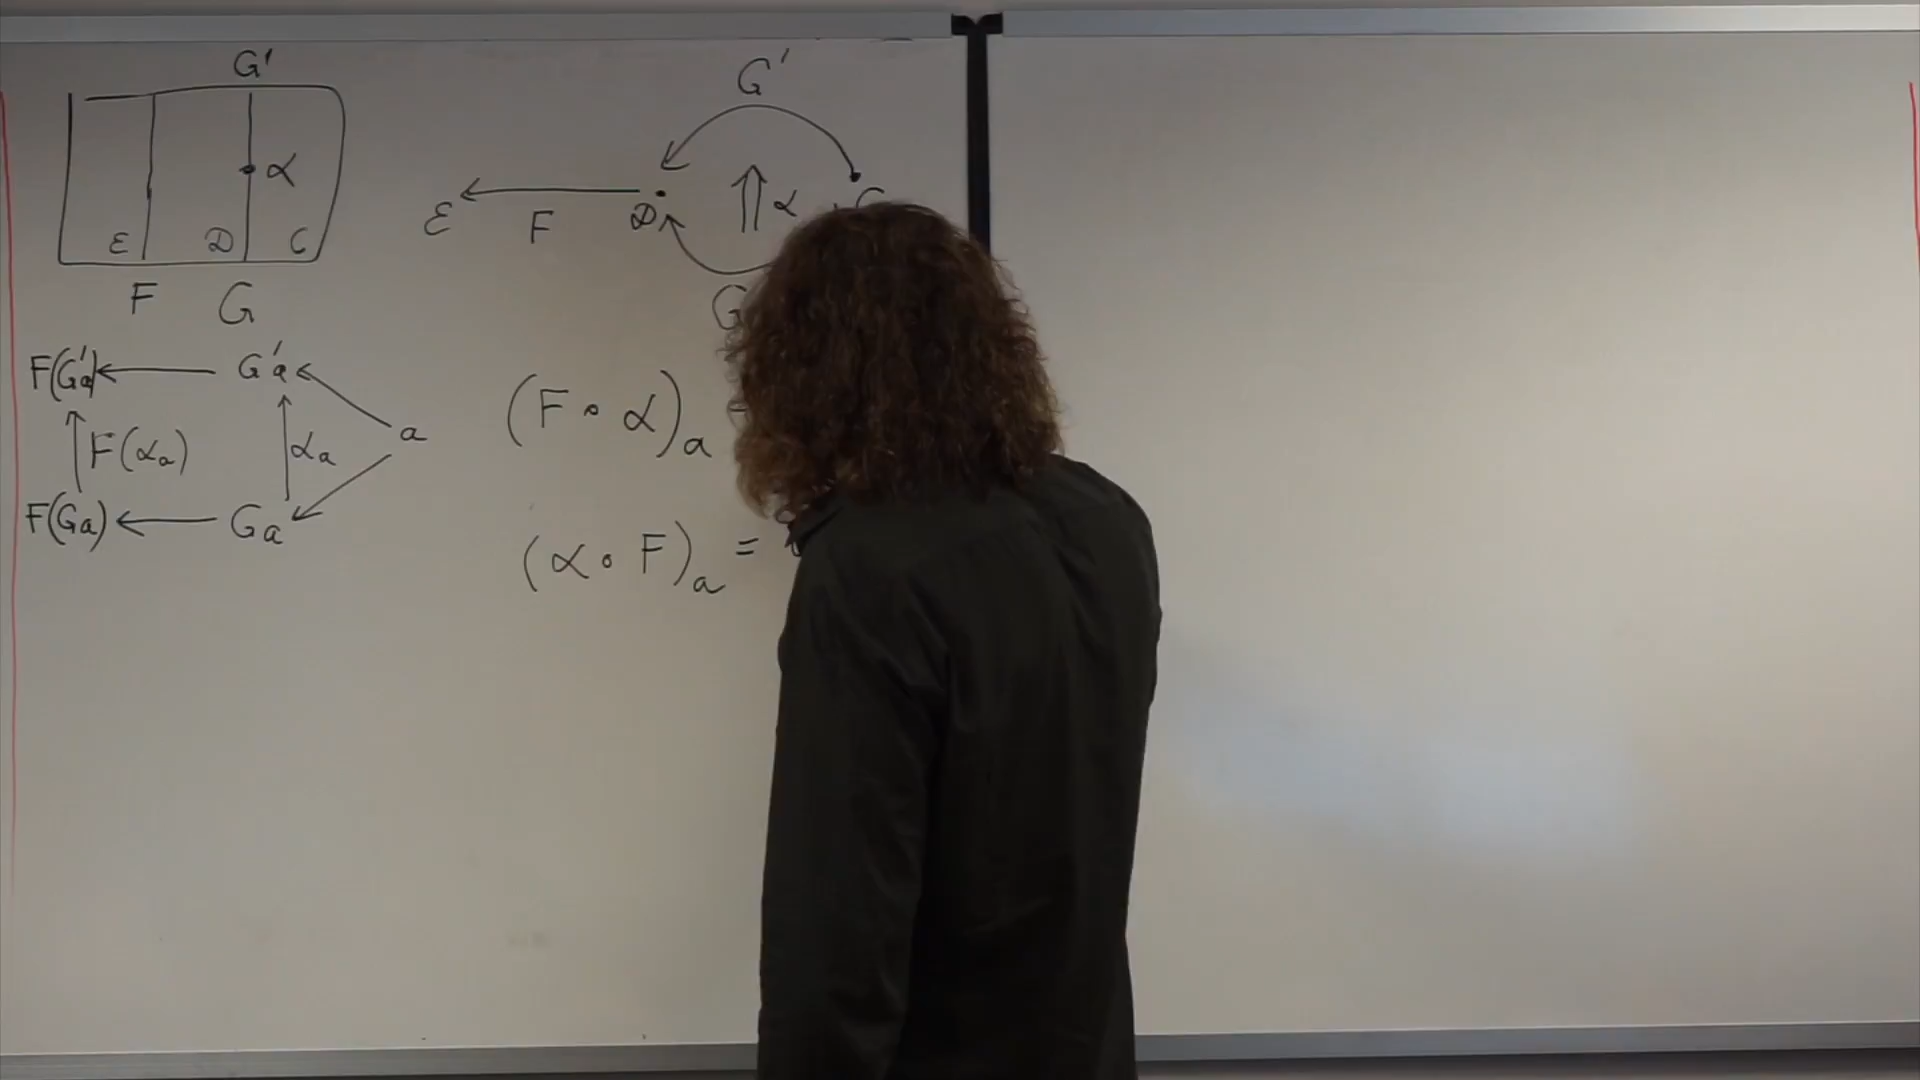 G'
α
ε D C
F G
G'
ε F D α
G
F(G'a) G'a
F(αa) αa a
F(Ga) Ga
(F ∘ α)a
(α ∘ F)a =